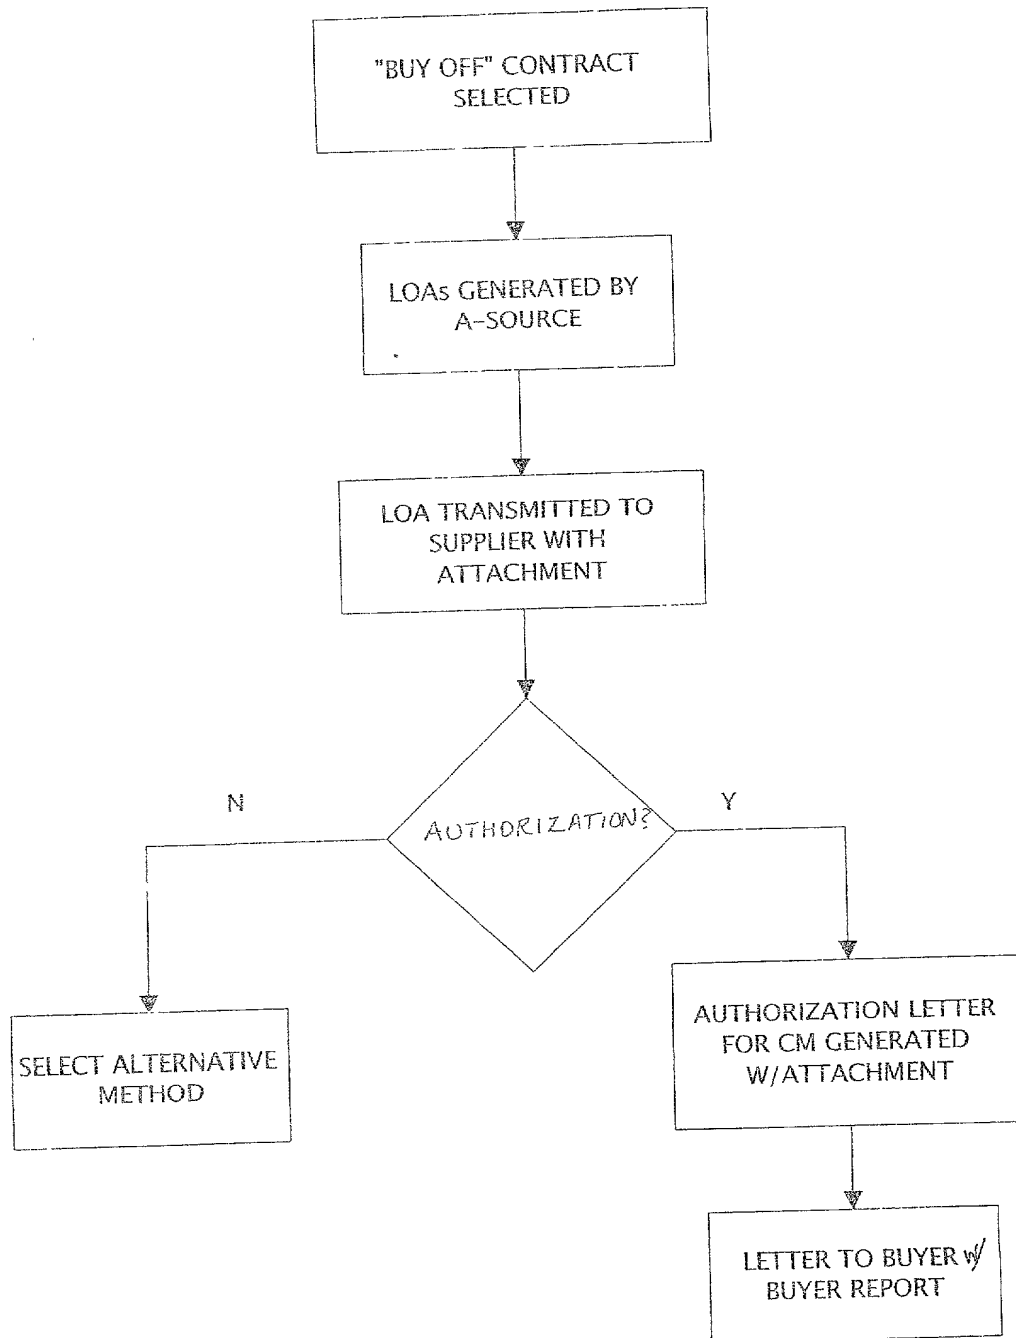 "BUY OFF" CONTRACT
SELECTED
LOAs GENERATED BY
A-SOURCE
LOA TRANSMITTED TO
SUPPLIER WITH
ATTACHMENT
N
Y
AUTHORIZATION?
SELECT ALTERNATIVE
METHOD
AUTHORIZATION LETTER
FOR CM GENERATED
W/ATTACHMENT
LETTER TO BUYER w/
BUYER REPORT